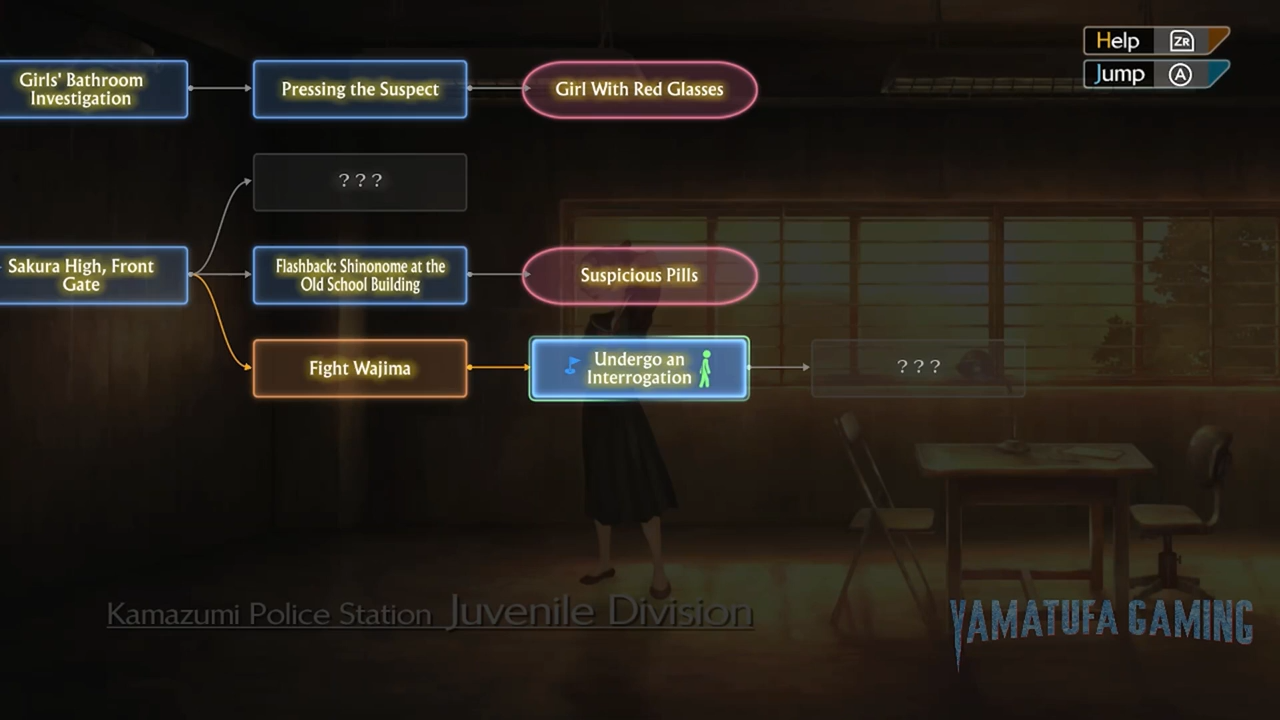 Help ZR
Jump A
Girls' Bathroom
Investigation
Pressing the Suspect
Girl With Red Glasses
? ? ?
Sakura High, Front
Gate
Flashback: Shinonome at the
Old School Building
Suspicious Pills
Fight Wajima
Undergo an
Interrogation
? ? ?
Kamazumi Police Station Juvenile Division
YAMATUFA GAMING